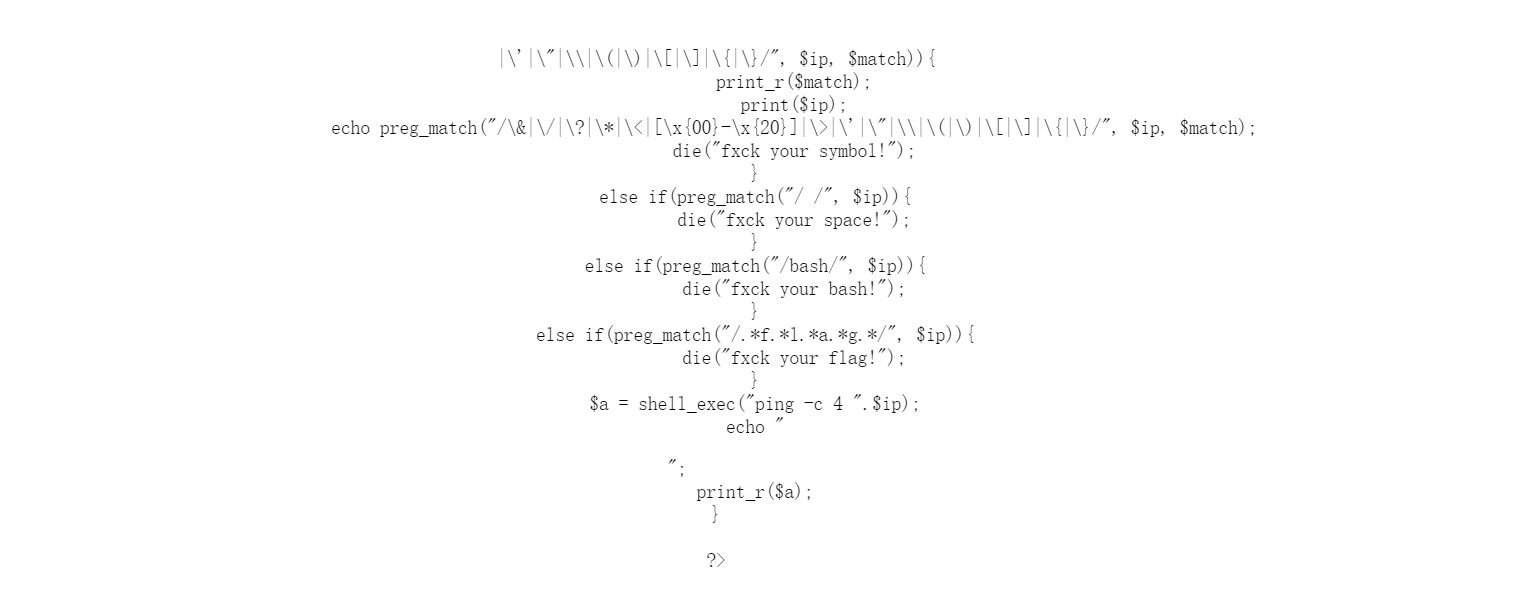 |\'|\"|\\|\(|\)|\[|\]|\{|\}/", $ip, $match)){
print_r($match);
print($ip);
echo preg_match("/\&|\/|\?|\*|\<|[\x{00}-\x{20}]|\>|\'|\"|\\|\(|\)|\[|\]|\{|\}/", $ip, $match);
die("fxck your symbol!");
}
else if(preg_match("/ /", $ip)){
die("fxck your space!");
}
else if(preg_match("/bash/", $ip)){
die("fxck your bash!");
}
else if(preg_match("/.*f.*l.*a.*g.*/", $ip)){
die("fxck your flag!");
}
$a = shell_exec("ping -c 4 ".$ip);
echo "
";
print_r($a);
}
?>